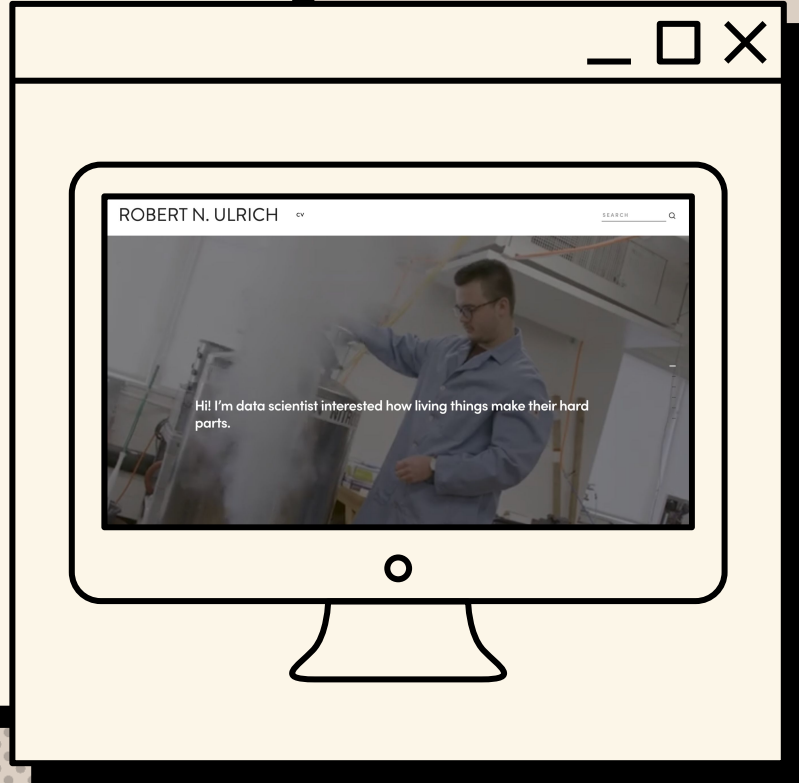 ROBERT N. ULRICH CV SEARCH
Hi! I'm data scientist interested how living things make their hard
parts.